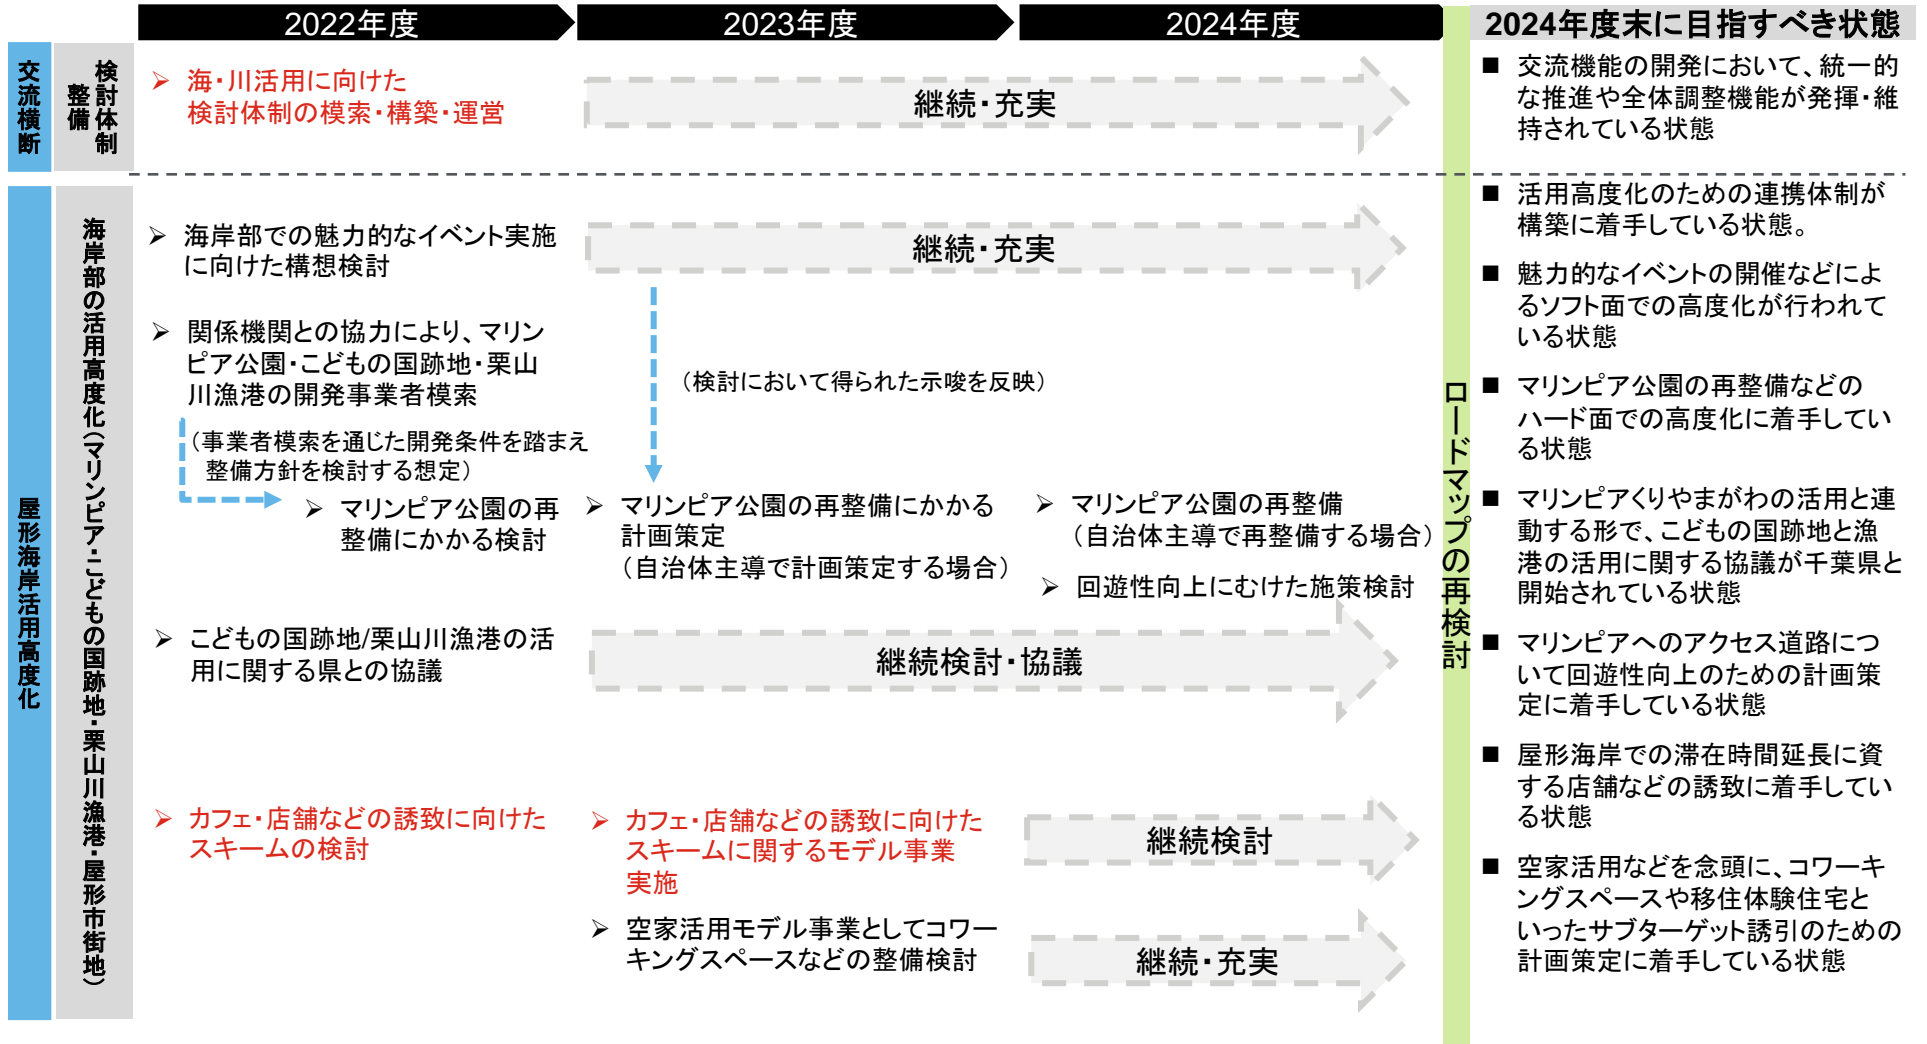 2022年度
2023年度
2024年度
2024年度末に目指すべき状態
交流横断
検討体制
整備
➢ 海・川活用に向けた
検討体制の模索・構築・運営
継続・充実
■ 交流機能の開発において、統一的
な推進や全体調整機能が発揮・維
持されている状態
屋形海岸活用高度化
海岸部の活用高度化（マリンピア・こどもの国跡地・栗山川漁港・屋形市街地）
➢ 海岸部での魅力的なイベント実施
に向けた構想検討
継続・充実
➢ 関係機関との協力により、マリン
ピア公園・こどもの国跡地・栗山
川漁港の開発事業者模索
（検討において得られた示唆を反映）
（事業者模索を通じた開発条件を踏まえ
整備方針を検討する想定）
➢ マリンピア公園の再
整備にかかる検討
➢ マリンピア公園の再整備にかかる
計画策定
（自治体主導で計画策定する場合）
➢ マリンピア公園の再整備
（自治体主導で再整備する場合）
➢ 回遊性向上にむけた施策検討
➢ こどもの国跡地/栗山川漁港の活
用に関する県との協議
継続検討・協議
➢ カフェ・店舗などの誘致に向けた
スキームの検討
➢ カフェ・店舗などの誘致に向けた
スキームに関するモデル事業
実施
継続検討
➢ 空家活用モデル事業としてコワー
キングスペースなどの整備検討
継続・充実
ロードマップの再検討
■ 活用高度化のための連携体制が
構築に着手している状態。
■ 魅力的なイベントの開催などによ
るソフト面での高度化が行われて
いる状態
■ マリンピア公園の再整備などの
ハード面での高度化に着手してい
る状態
■ マリンピアくりやまがわの活用と連
動する形で、こどもの国跡地と漁
港の活用に関する協議が千葉県と
開始されている状態
■ マリンピアへのアクセス道路につ
いて回遊性向上のための計画策
定に着手している状態
■ 屋形海岸での滞在時間延長に資
する店舗などの誘致に着手してい
る状態
■ 空家活用などを念頭に、コワーキ
ングスペースや移住体験住宅と
いったサブターゲット誘引のための
計画策定に着手している状態